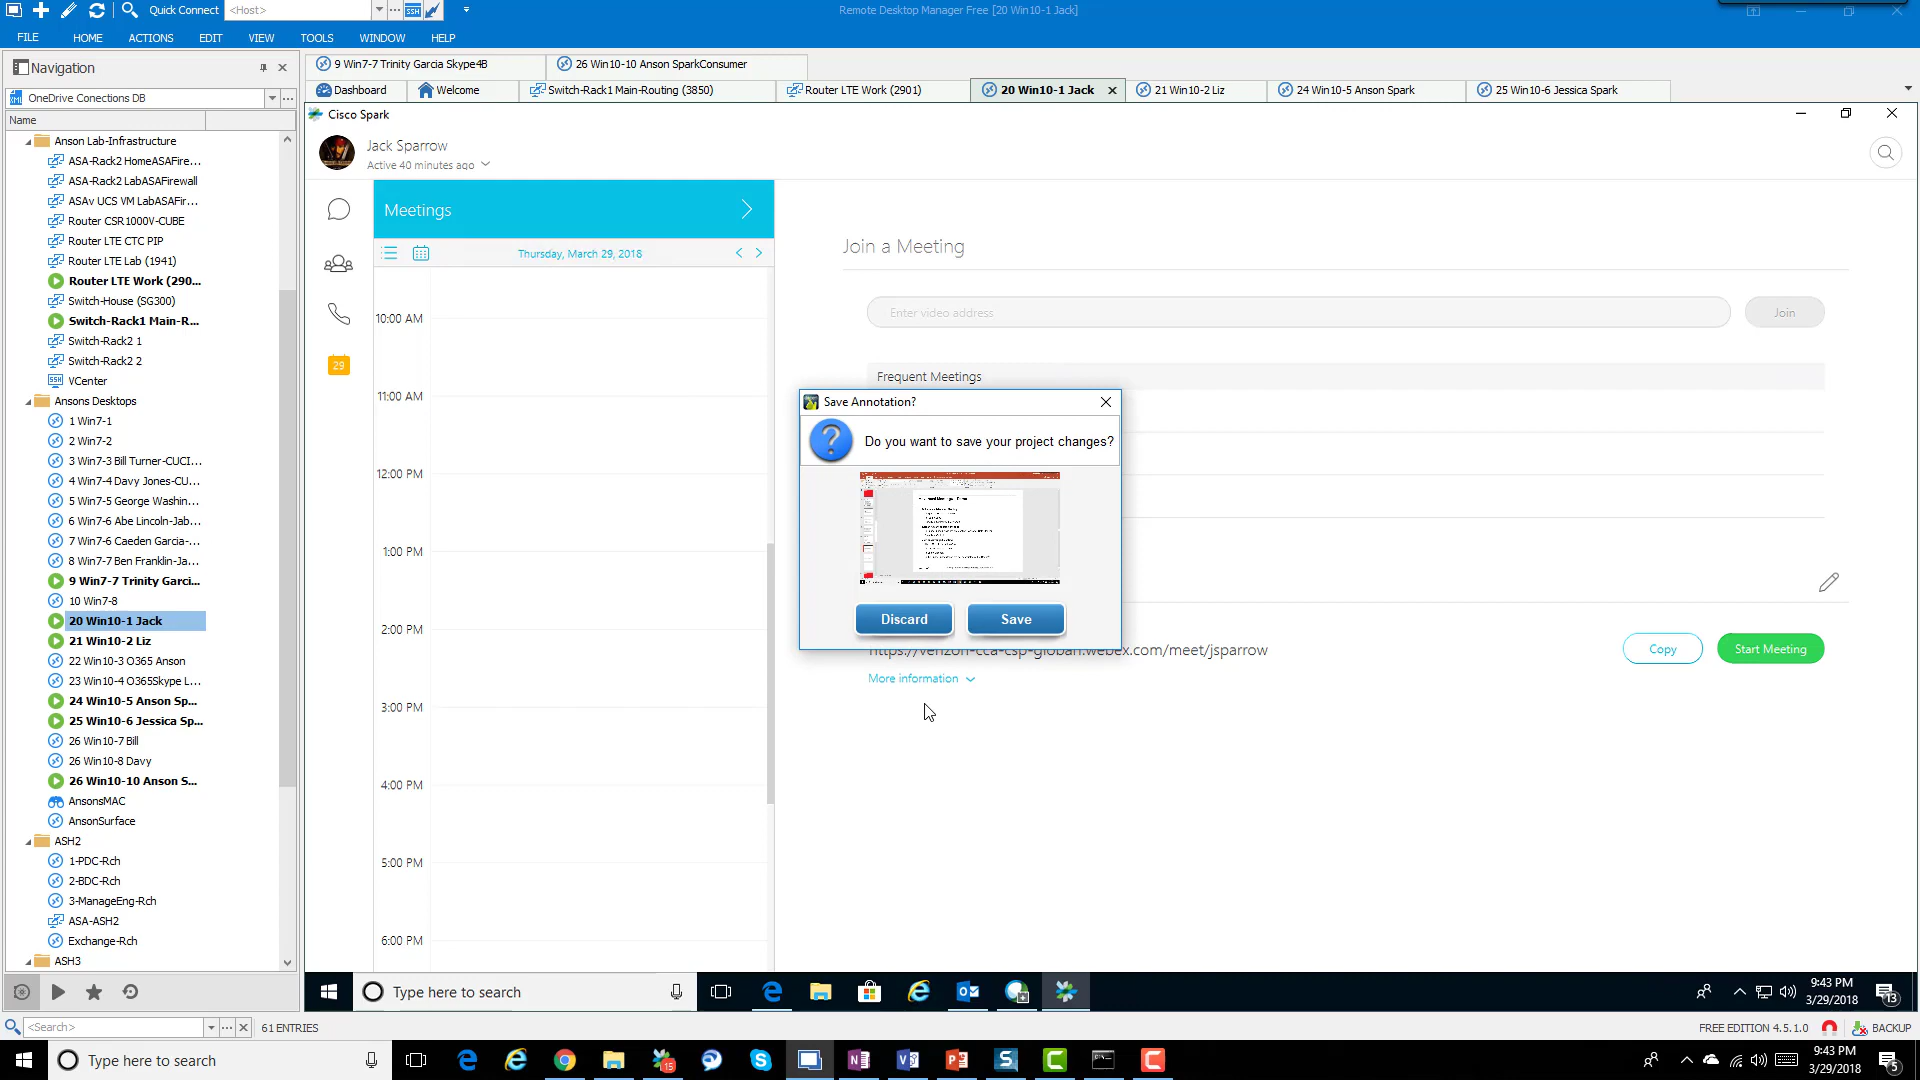 Quick Connect <Host> SSH Remote Desktop Manager Free [20 Win10-1 Jack]
FILE HOME ACTIONS EDIT VIEW TOOLS WINDOW HELP
Navigation
9 Win7-7 Trinity Garcia Skype4B 26 Win10-10 Anson SparkConsumer
OneDrive Conections DB
Dashboard Welcome Switch-Rack1 Main-Routing (3850) Router LTE Work (2901) 20 Win10-1 Jack 21 Win10-2 Liz 24 Win10-5 Anson Spark 25 Win10-6 Jessica Spark
Name
Anson Lab-Infrastructure
ASA-Rack2 HomeASAFire...
ASA-Rack2 LabASAFirewall
ASAv UCS VM LabASAFir...
Router CSR1000V-CUBE
Router LTE CTC PIP
Router LTE Lab (1941)
Router LTE Work (290...
Switch-House (SG300)
Switch-Rack1 Main-R...
Switch-Rack2 1
Switch-Rack2 2
SSH VCenter
Ansons Desktops
1 Win7-1
2 Win7-2
3 Win7-3 Bill Turner-CUCI...
4 Win7-4 Davy Jones-CU...
5 Win7-5 George Washin...
6 Win7-6 Abe Lincoln-Jab...
7 Win7-6 Caeden Garcia-...
8 Win7-7 Ben Franklin-Ja...
9 Win7-7 Trinity Garci...
10 Win7-8
20 Win10-1 Jack
21 Win10-2 Liz
22 Win10-3 O365 Anson
23 Win10-4 O365Skype L...
24 Win10-5 Anson Sp...
25 Win10-6 Jessica Sp...
26 Win10-7 Bill
26 Win10-8 Davy
26 Win10-10 Anson S...
AnsonsMAC
AnsonSurface
ASH2
1-PDC-Rch
2-BDC-Rch
3-ManageEng-Rch
ASA-ASH2
Exchange-Rch
ASH3
Cisco Spark
Jack Sparrow
Active 40 minutes ago
29
Meetings
Thursday, March 29, 2018
10:00 AM
11:00 AM
12:00 PM
1:00 PM
2:00 PM
3:00 PM
4:00 PM
5:00 PM
6:00 PM
Join a Meeting
Enter video address Join
Frequent Meetings
Save Annotation?
Do you want to save your project changes?
Discard Save
https://verizon-cca-csp-global1.webex.com/meet/jsparrow Copy Start Meeting
More information
Type here to search 9:43 PM
3/29/2018 13
<Search> 61 ENTRIES FREE EDITION 4.5.1.0 BACKUP
Type here to search 15 9:43 PM
3/29/2018 5